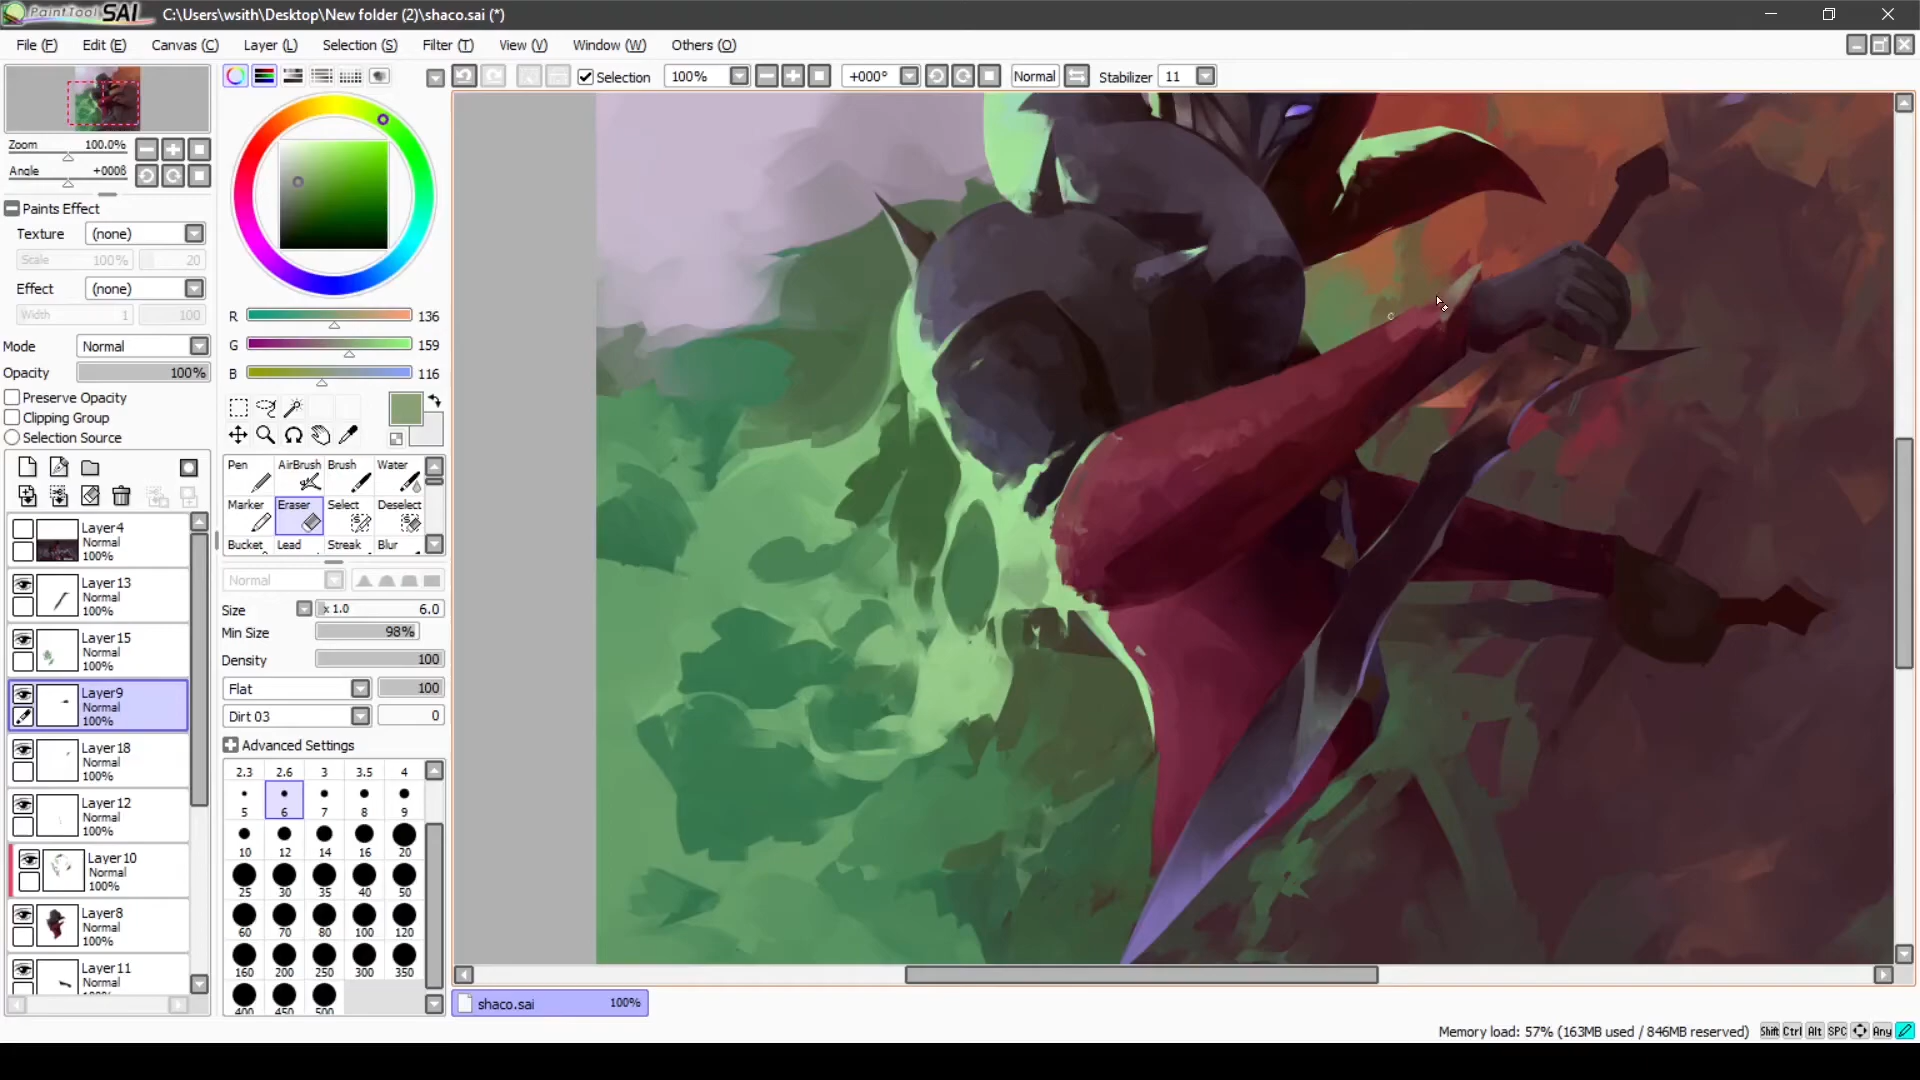 PaintTool SAI C:\Users\wsith\Desktop\New folder (2)\shaco.sai (*)
File (F) Edit (E) Canvas (C) Layer (L) Selection (S) Filter (T) View (V) Window (W) Others (O)
Selection 100% +000° Normal Stabilizer 11
Zoom 100.0%
Angle
Paints Effect
Texture (none)
Scale 100% 20
Effect (none)
Width 1 100
Mode Normal
Opacity 100%
Preserve Opacity
Clipping Group
Selection Source
Layer4
Normal
100%
Layer13
Normal
100%
Layer15
Normal
100%
Layer9
Normal
100%
Layer18
Normal
100%
Layer12
Normal
100%
Layer10
Normal
100%
Layer8
Normal
100%
Layer11
Normal
R 136
G 159
B 116
Pen AirBrush Brush Water
Marker Eraser Select Deselect
Bucket Lead Streak Blur
Normal
Size x 1.0 6.0
Min Size 98%
Density 100
Flat 100
Dirt 03 0
Advanced Settings
2.3 2.6 3 3.5 4
5 6 7 8 9
10 12 14 16 20
25 30 35 40 50
60 70 80 100 120
160 200 250 300 350
400 450 500
shaco.sai 100%
Memory load: 57% (163MB used / 846MB reserved) Shift Ctrl Alt SPC Any